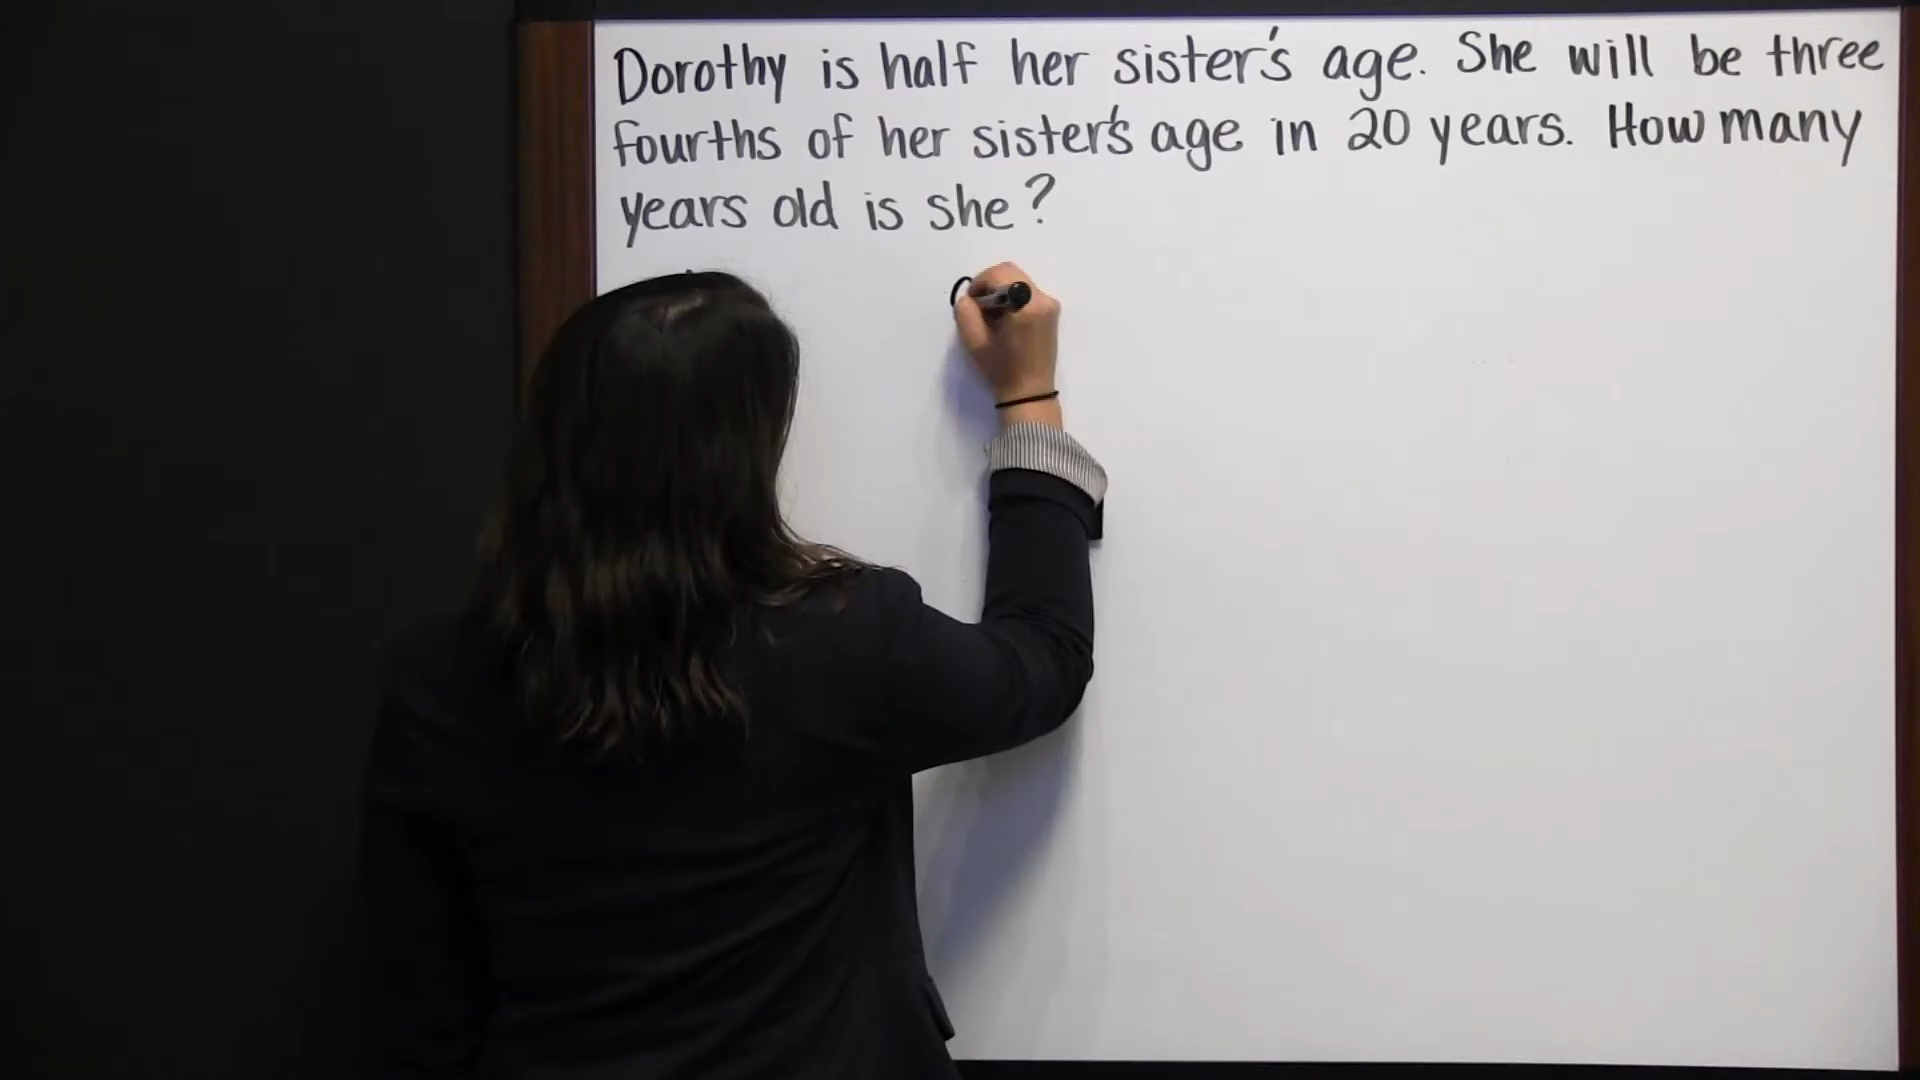 Dorothy is half her sister's age. She will be three
fourths of her sister's age in 20 years. How many
years old is she?